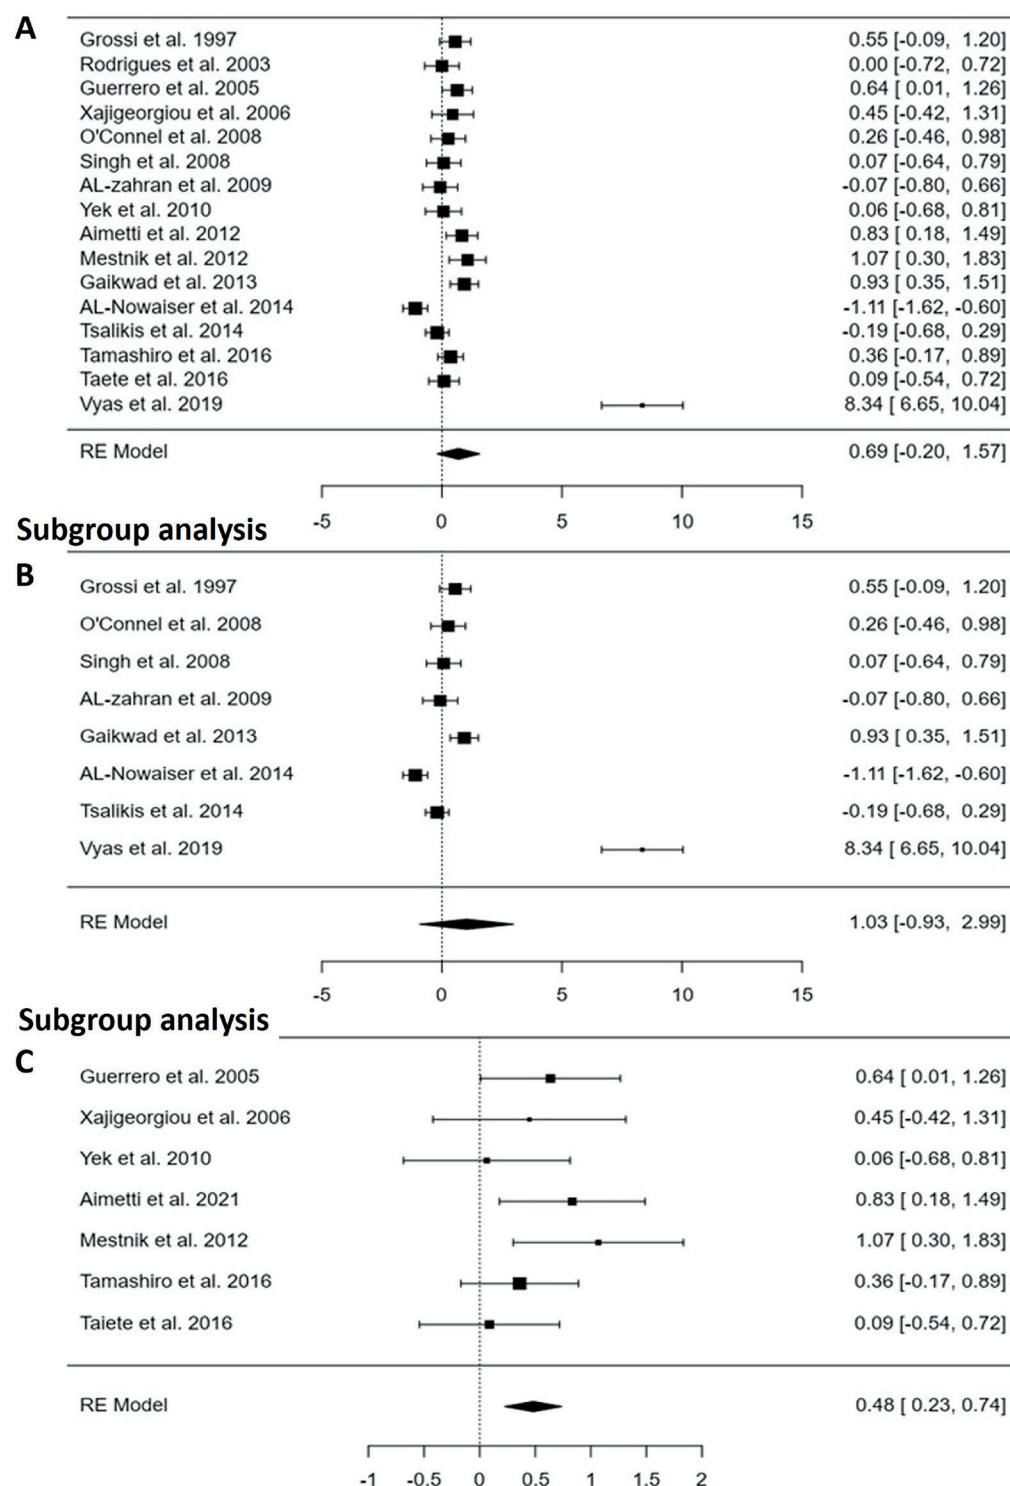 A
Grossi et al. 1997 0.55 [-0.09, 1.20]
Rodrigues et al. 2003 0.00 [-0.72, 0.72]
Guerrero et al. 2005 0.64 [ 0.01, 1.26]
Xajigeorgiou et al. 2006 0.45 [-0.42, 1.31]
O'Connel et al. 2008 0.26 [-0.46, 0.98]
Singh et al. 2008 0.07 [-0.64, 0.79]
AL-zahran et al. 2009 -0.07 [-0.80, 0.66]
Yek et al. 2010 0.06 [-0.68, 0.81]
Aimetti et al. 2012 0.83 [ 0.18, 1.49]
Mestnik et al. 2012 1.07 [ 0.30, 1.83]
Gaikwad et al. 2013 0.93 [ 0.35, 1.51]
AL-Nowaiser et al. 2014 -1.11 [-1.62, -0.60]
Tsalikis et al. 2014 -0.19 [-0.68, 0.29]
Tamashiro et al. 2016 0.36 [-0.17, 0.89]
Taete et al. 2016 0.09 [-0.54, 0.72]
Vyas et al. 2019 8.34 [ 6.65, 10.04]
RE Model 0.69 [-0.20, 1.57]
-5 0 5 10 15
Subgroup analysis
B
Grossi et al. 1997 0.55 [-0.09, 1.20]
O'Connel et al. 2008 0.26 [-0.46, 0.98]
Singh et al. 2008 0.07 [-0.64, 0.79]
AL-zahran et al. 2009 -0.07 [-0.80, 0.66]
Gaikwad et al. 2013 0.93 [ 0.35, 1.51]
AL-Nowaiser et al. 2014 -1.11 [-1.62, -0.60]
Tsalikis et al. 2014 -0.19 [-0.68, 0.29]
Vyas et al. 2019 8.34 [ 6.65, 10.04]
RE Model 1.03 [-0.93, 2.99]
-5 0 5 10 15
Subgroup analysis
C
Guerrero et al. 2005 0.64 [ 0.01, 1.26]
Xajigeorgiou et al. 2006 0.45 [-0.42, 1.31]
Yek et al. 2010 0.06 [-0.68, 0.81]
Aimetti et al. 2021 0.83 [ 0.18, 1.49]
Mestnik et al. 2012 1.07 [ 0.30, 1.83]
Tamashiro et al. 2016 0.36 [-0.17, 0.89]
Taiete et al. 2016 0.09 [-0.54, 0.72]
RE Model 0.48 [ 0.23, 0.74]
-1 -0.5 0 0.5 1 1.5 2